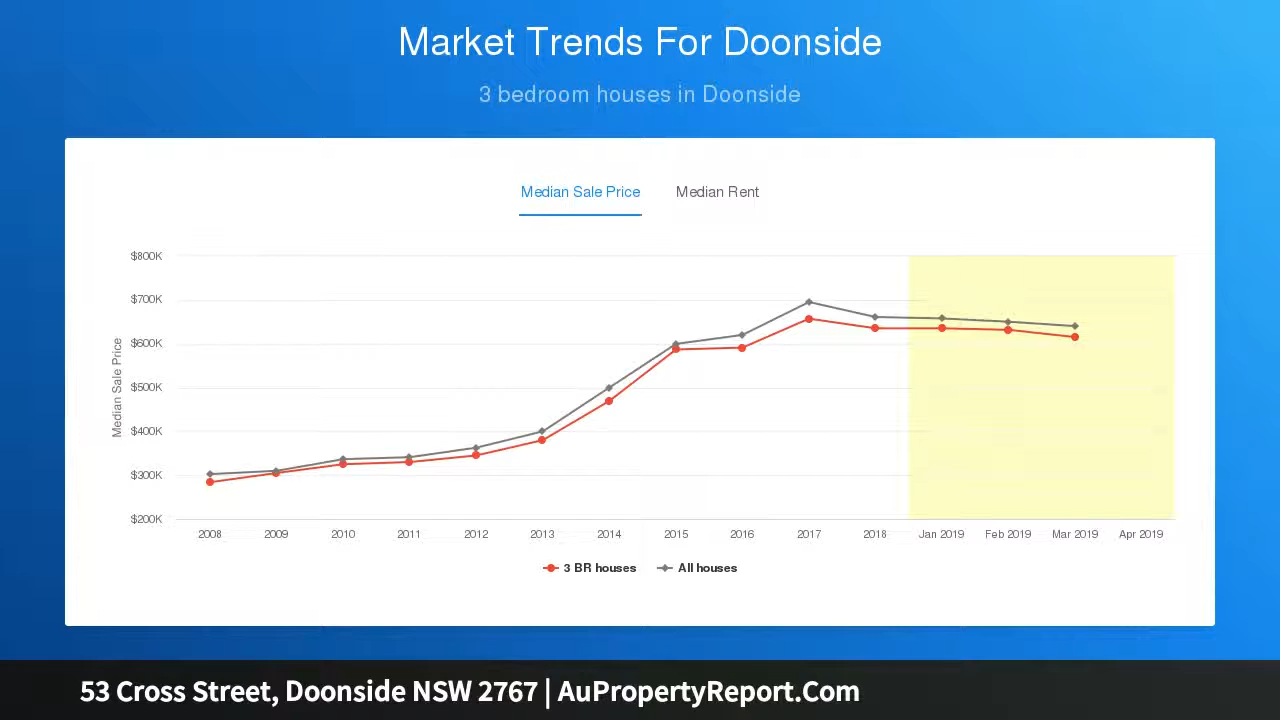 Market Trends For Doonside
3 bedroom houses in Doonside
Median Sale Price Median Rent
Median Sale Price
$800K
$700K
$600K
$500K
$400K
$300K
$200K
2008 2009 2010 2011 2012 2013 2014 2015 2016 2017 2018 Jan 2019 Feb 2019 Mar 2019 Apr 2019
3 BR houses All houses
53 Cross Street, Doonside NSW 2767 | AuPropertyReport.Com